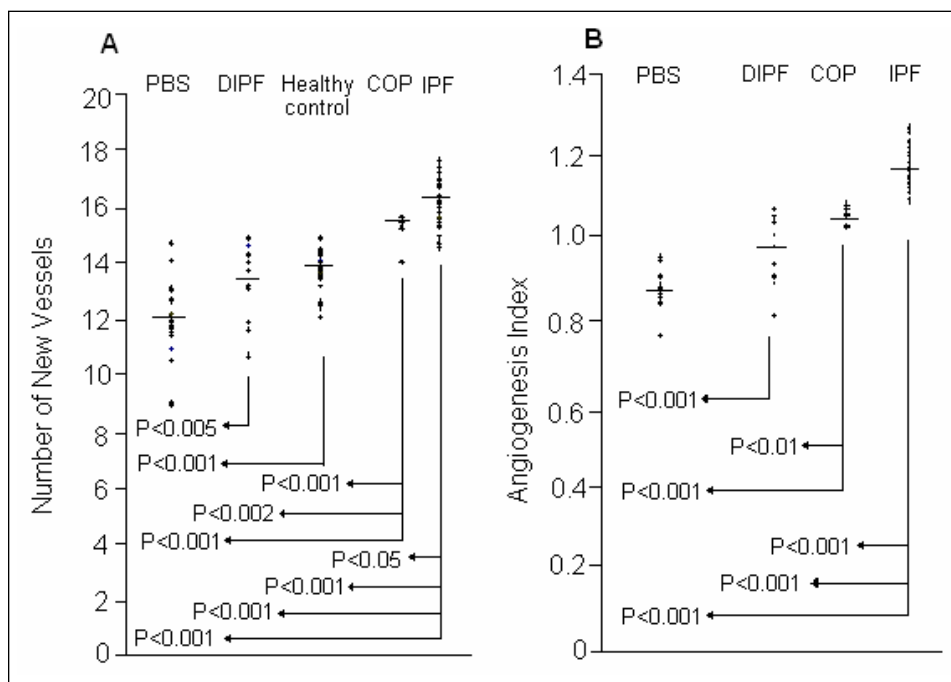 A
PBS DIPF Healthy control COP IPF
Number of New Vessels
20
18
16
14
12
10
8
6
4
2
0
P<0.005
P<0.001
P<0.001
P<0.002
P<0.001
P<0.05
P<0.001
P<0.001
P<0.001
B
PBS DIPF COP IPF
Angiogenesis Index
1.4
1.2
1.0
0.8
0.6
0.4
0.2
0
P<0.001
P<0.01
P<0.001
P<0.001
P<0.001
P<0.001